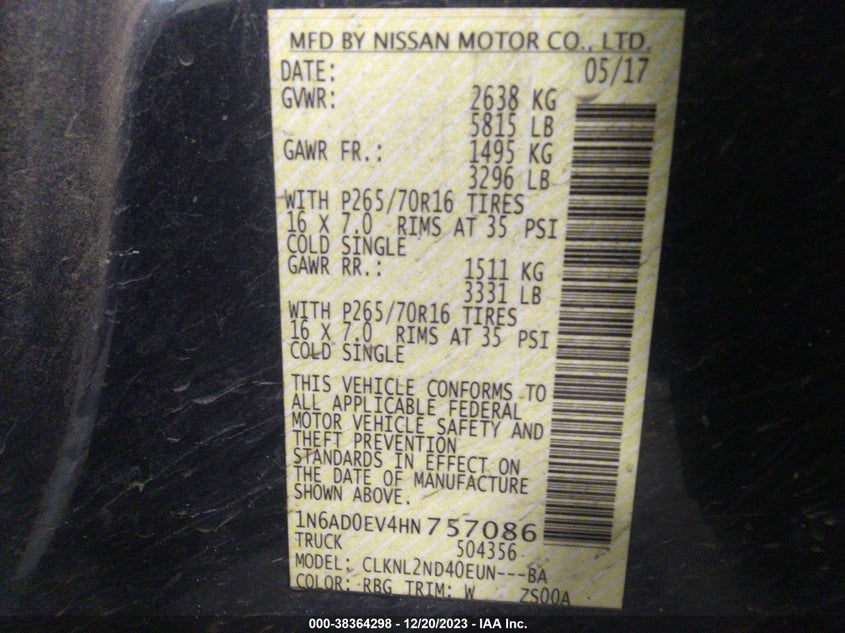 MFD BY NISSAN MOTOR CO., LTD.
DATE: 05/17
GVWR: 2638 KG
5815 LB
GAWR FR.: 1495 KG
3296 LB
WITH P265/70R16 TIRES
16 X 7.0 RIMS AT 35 PSI
COLD SINGLE
GAWR RR.: 1511 KG
3331 LB
WITH P265/70R16 TIRES
16 X 7.0 RIMS AT 35 PSI
COLD SINGLE
THIS VEHICLE CONFORMS TO
ALL APPLICABLE FEDERAL
MOTOR VEHICLE SAFETY AND
THEFT PREVENTION
STANDARDS IN EFFECT ON
THE DATE OF MANUFACTURE
SHOWN ABOVE.
1N6AD0EV4HN757086
TRUCK 504356
MODEL: CLKNL2ND40EUN---BA
COLOR: RBG TRIM: W ZS00A
000-38364298 - 12/20/2023 - IAA Inc.